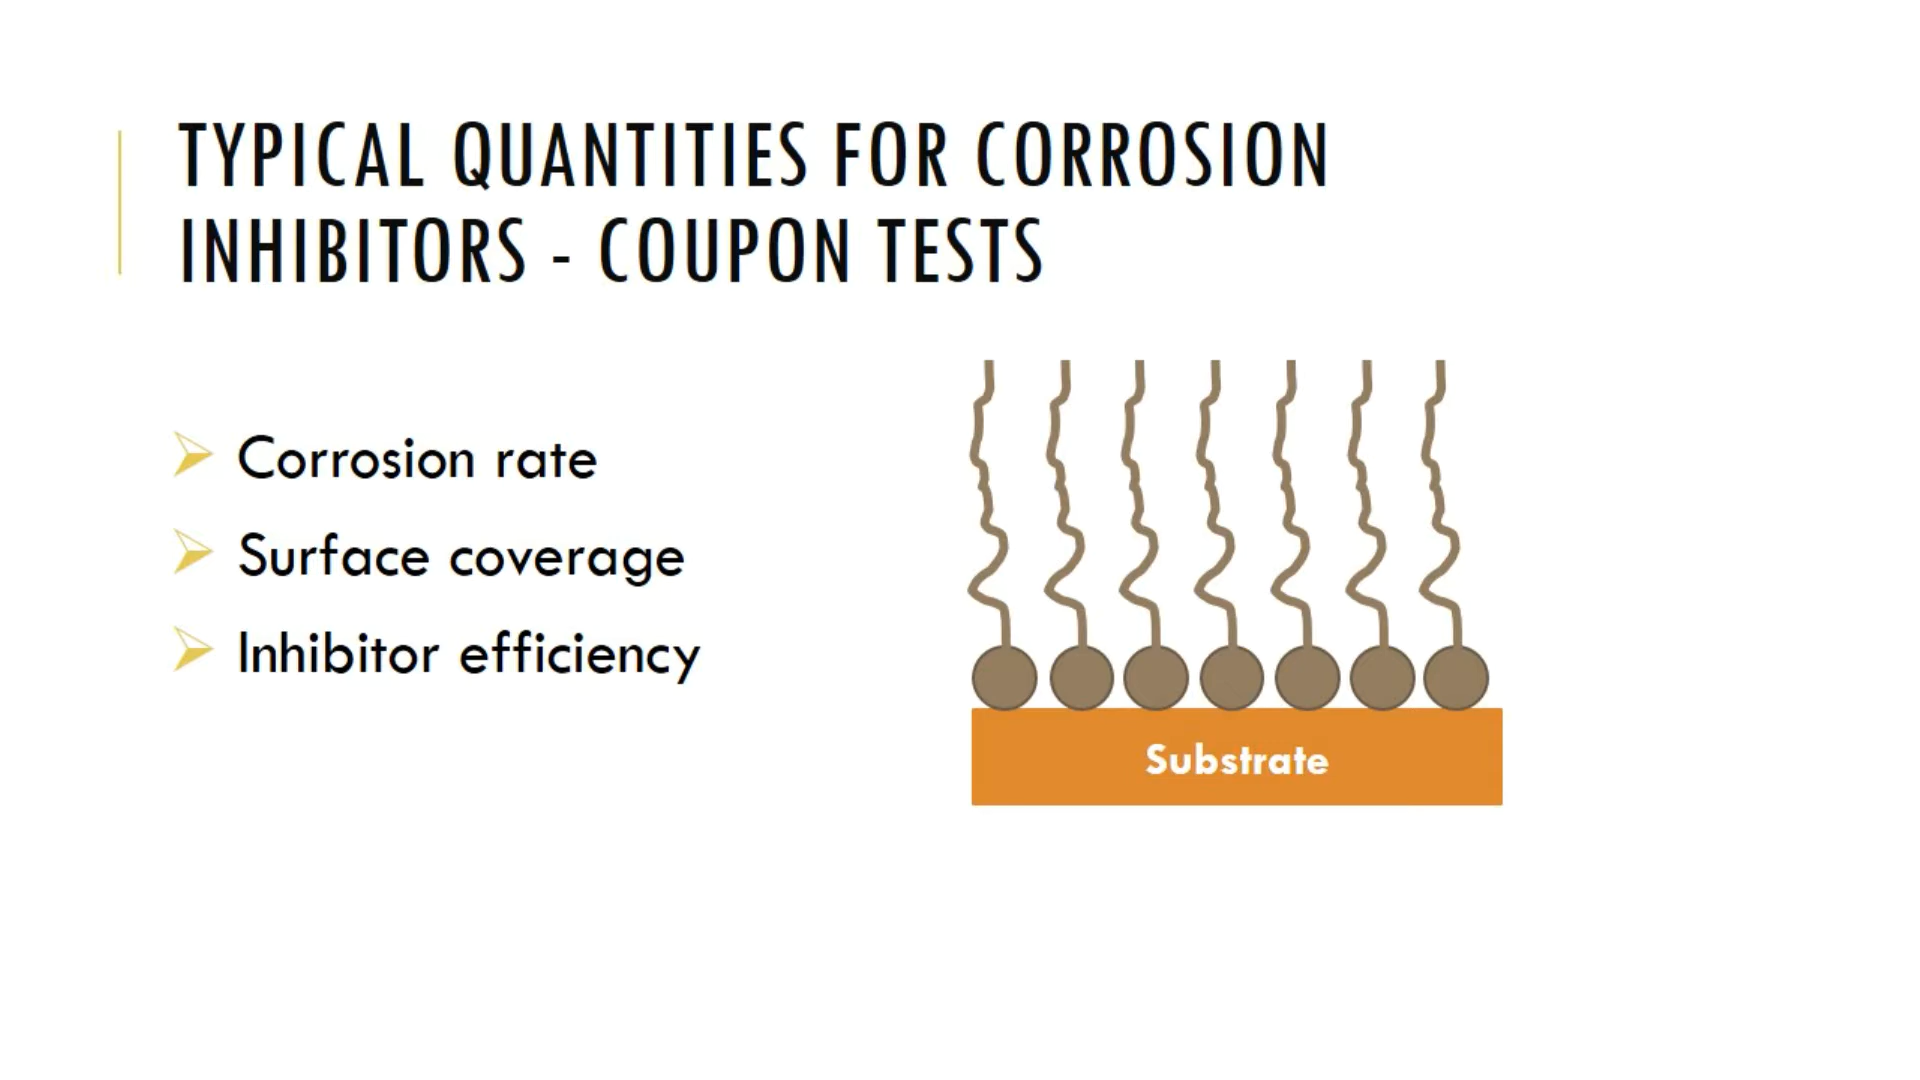 TYPICAL QUANTITIES FOR CORROSION
INHIBITORS - COUPON TESTS
Corrosion rate
Surface coverage
Inhibitor efficiency
Substrate